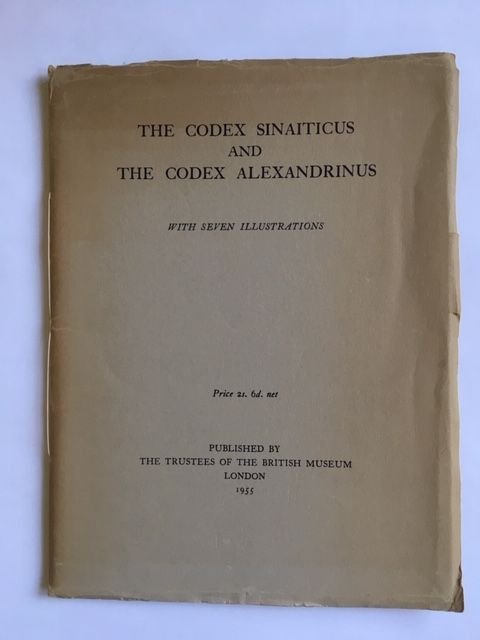 THE CODEX SINAITICUS
AND
THE CODEX ALEXANDRINUS
WITH SEVEN ILLUSTRATIONS
Price 2s. 6d. net
PUBLISHED BY
THE TRUSTEES OF THE BRITISH MUSEUM
LONDON
1955